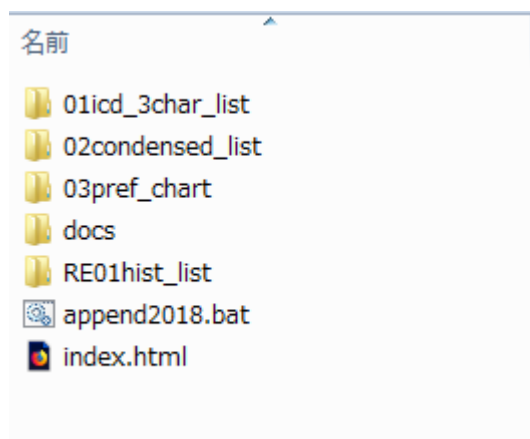 名前
01icd_3char_list
02condensed_list
03pref_chart
docs
RE01hist_list
append2018.bat
index.html